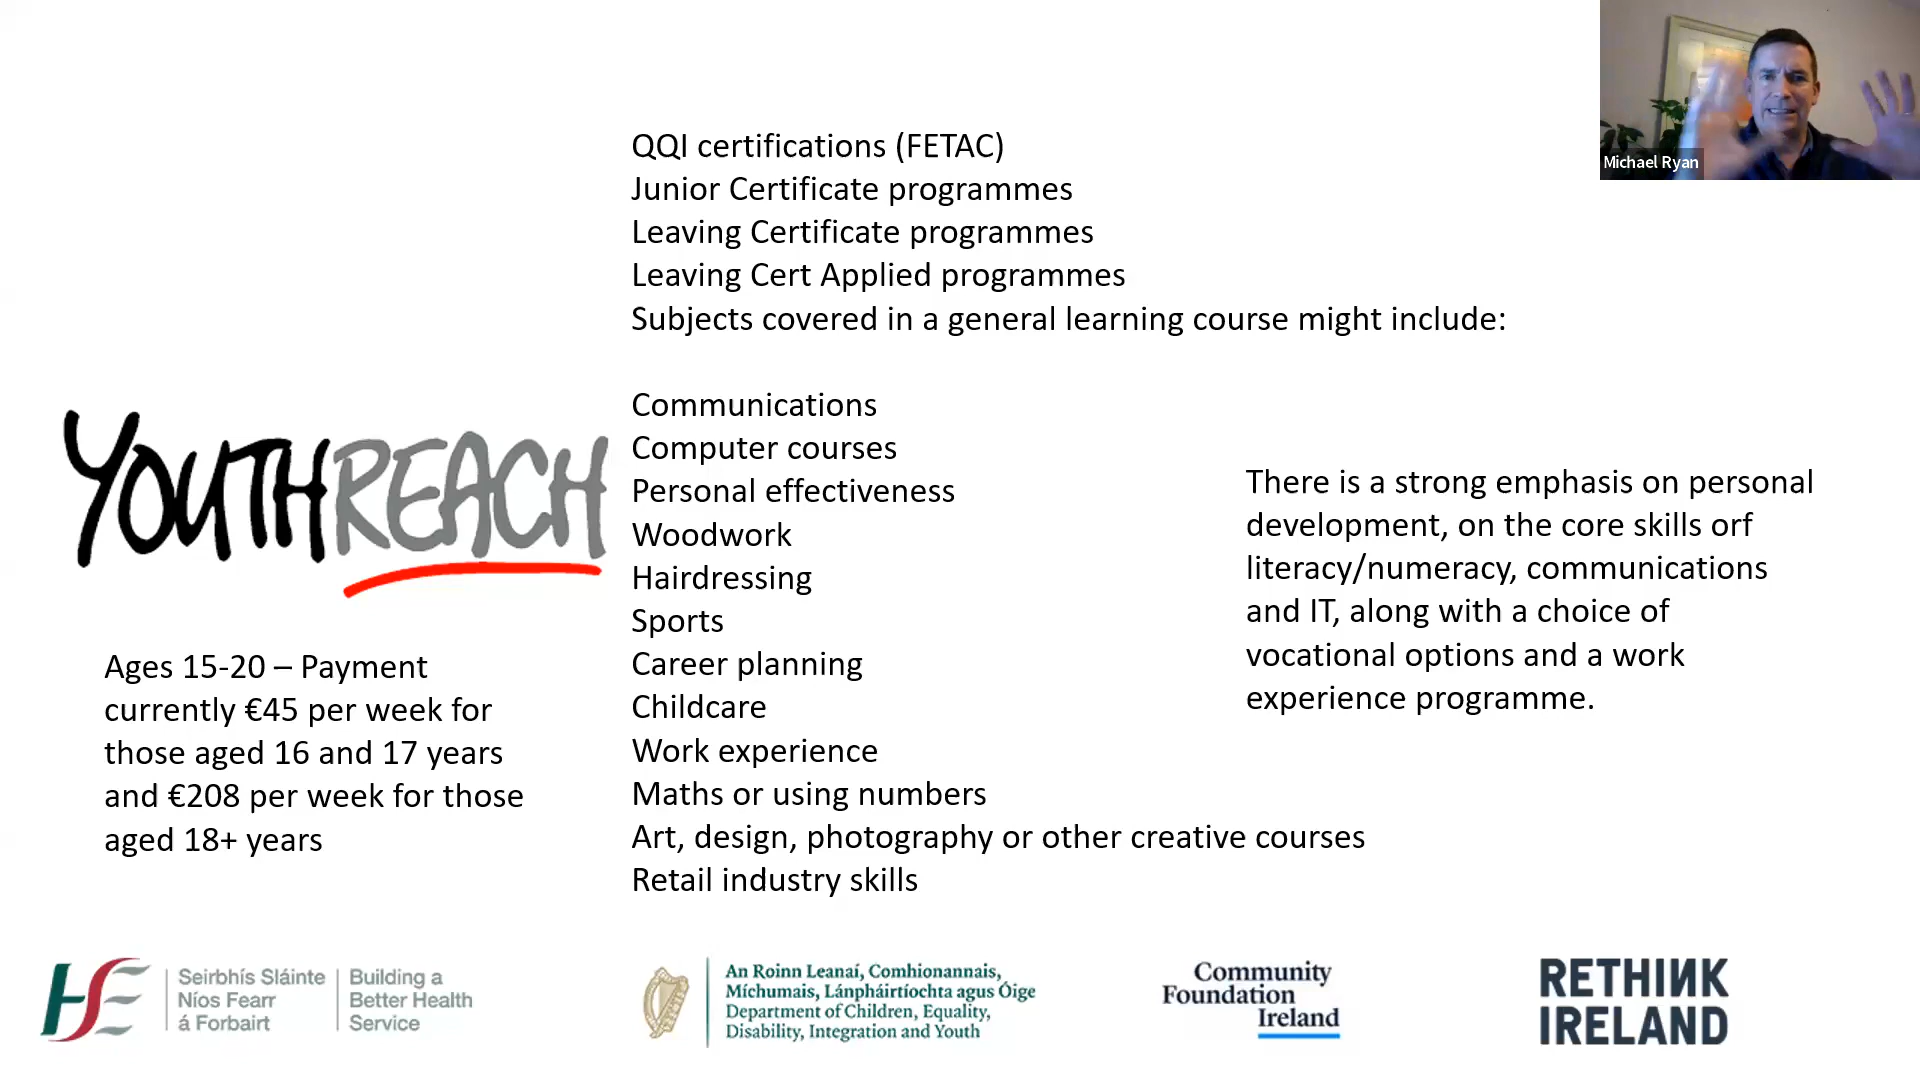 Michael Ryan
QQI certifications (FETAC)
Junior Certificate programmes
Leaving Certificate programmes
Leaving Cert Applied programmes
Subjects covered in a general learning course might include:
Communications
Computer courses
Personal effectiveness
Woodwork
Hairdressing
Sports
Career planning
Childcare
Work experience
Maths or using numbers
Art, design, photography or other creative courses
Retail industry skills
YOUTHREACH
Ages 15-20 – Payment
currently €45 per week for
those aged 16 and 17 years
and €208 per week for those
aged 18+ years
There is a strong emphasis on personal
development, on the core skills orf
literacy/numeracy, communications
and IT, along with a choice of
vocational options and a work
experience programme.
HSE
Seirbhís Sláinte
Níos Fearr
á Forbairt
Building a
Better Health
Service
An Roinn Leanaí, Comhionannais,
Míchumais, Lánpháirtíochta agus Óige
Department of Children, Equality,
Disability, Integration and Youth
Community
Foundation
Ireland
RETHINK
IRELAND